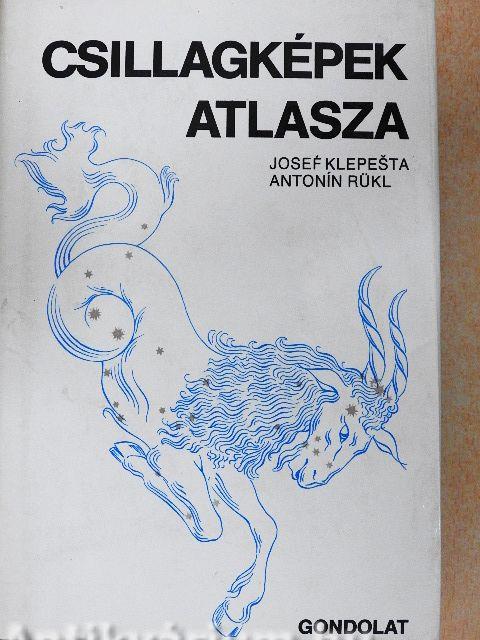 CSILLAGKÉPEK
ATLASZA
JOSEF KLEPEŠTA
ANTONÍN RÜKL
GONDOLAT